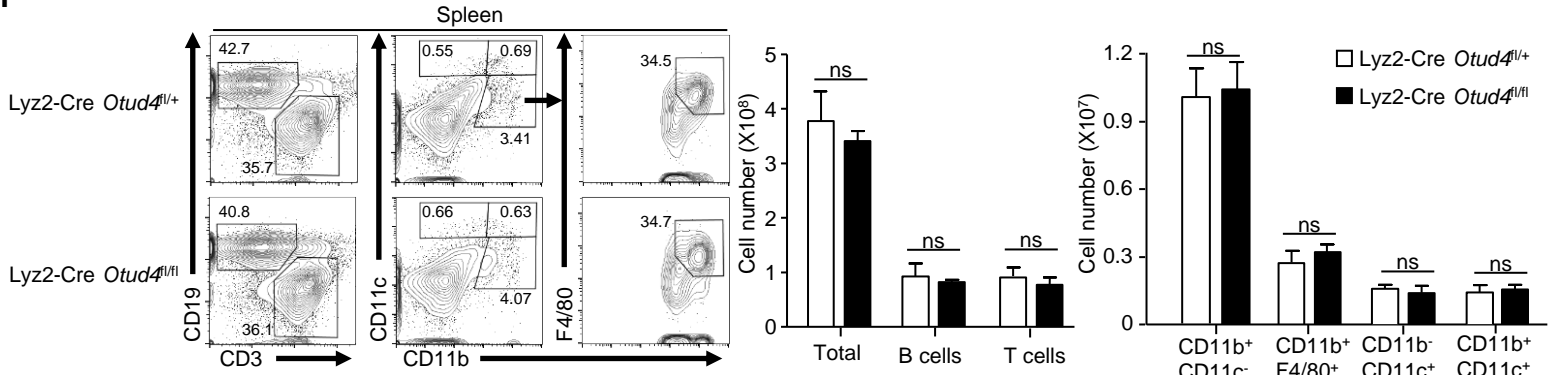 Spleen
Lyz2-Cre Otud4fl/+
42.7
35.7
0.55
0.69
3.41
34.5
Lyz2-Cre Otud4fl/fl
40.8
36.1
0.66
0.63
4.07
34.7
CD19
CD3
CD11c
CD11b
F4/80
Cell number (X10⁸)
5
4
3
2
1
0
ns
ns
ns
Total
B cells
T cells
Cell number (X10⁷)
1.2
0.9
0.6
0.3
0
ns
ns
ns
ns
Lyz2-Cre Otud4fl/+
Lyz2-Cre Otud4fl/fl
CD11b⁺
CD11c⁻
CD11b⁺
F4/80⁺
CD11b⁻
CD11c⁺
CD11b⁺
CD11c⁺